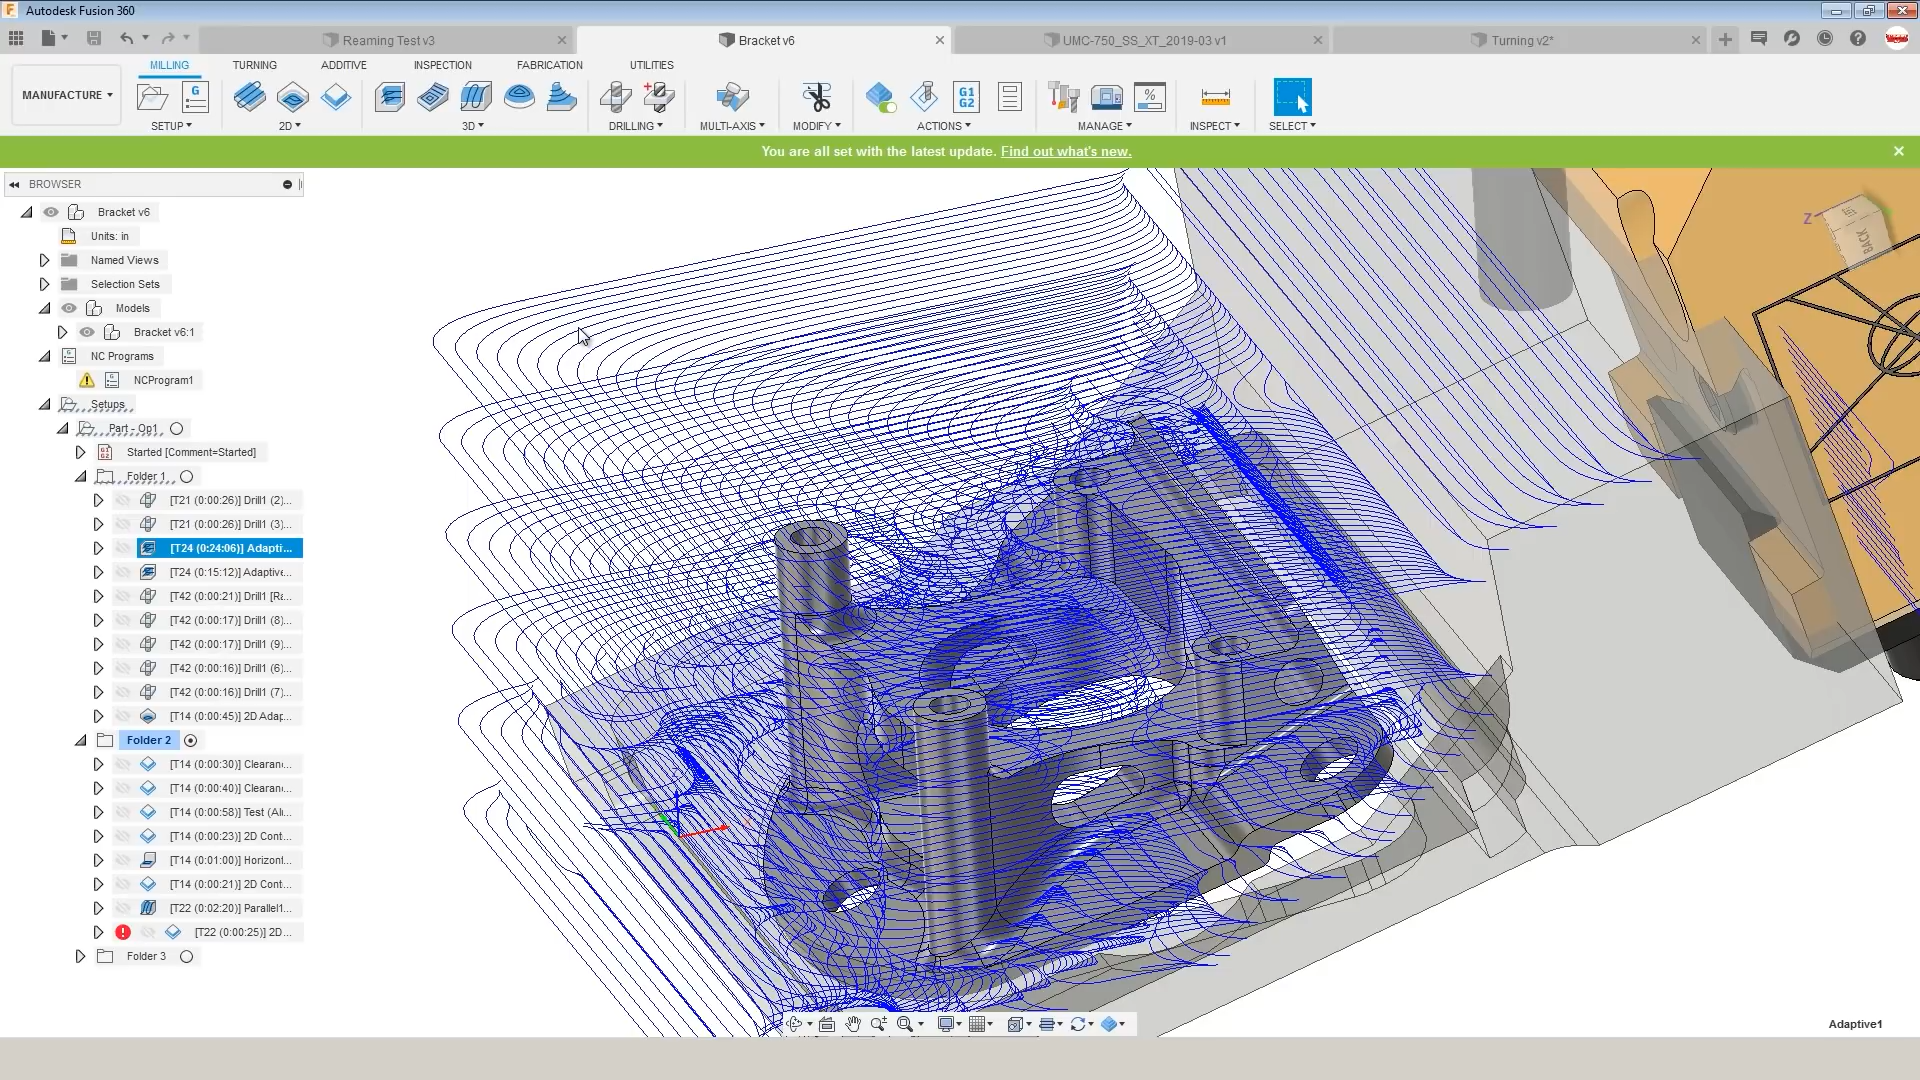 Autodesk Fusion 360
Reaming Test v3
Bracket v6
UMC-750_SS_XT_2019-03 v1
Turning v2*
MILLING TURNING ADDITIVE INSPECTION FABRICATION UTILITIES
MANUFACTURE
G
G1
G2
%
SETUP 2D 3D DRILLING MULTI-AXIS MODIFY ACTIONS MANAGE INSPECT SELECT
You are all set with the latest update. Find out what's new.
BROWSER
Bracket v6
Units: in
Named Views
Selection Sets
Models
Bracket v6:1
NC Programs
NCProgram1
Setups
Part - Op1
Started [Comment=Started]
Folder 1
[T21 (0:00:26)] Drill1 (2)...
[T21 (0:00:26)] Drill1 (3)...
[T24 (0:24:06)] Adapti...
[T24 (0:15:12)] Adaptive...
[T42 (0:00:21)] Drill1 [Ra...
[T42 (0:00:17)] Drill1 (8)...
[T42 (0:00:17)] Drill1 (9)...
[T42 (0:00:16)] Drill1 (6)...
[T42 (0:00:16)] Drill1 (7)...
[T14 (0:00:45)] 2D Adap...
Folder 2
[T14 (0:00:30)] Clearan...
[T14 (0:00:40)] Clearan...
[T14 (0:00:58)] Test (Alu...
[T14 (0:00:23)] 2D Cont...
[T14 (0:01:00)] Horizont...
[T14 (0:00:21)] 2D Cont...
[T22 (0:02:20)] Parallel1...
[T22 (0:00:25)] 2D...
Folder 3
Z
BACK
Adaptive1